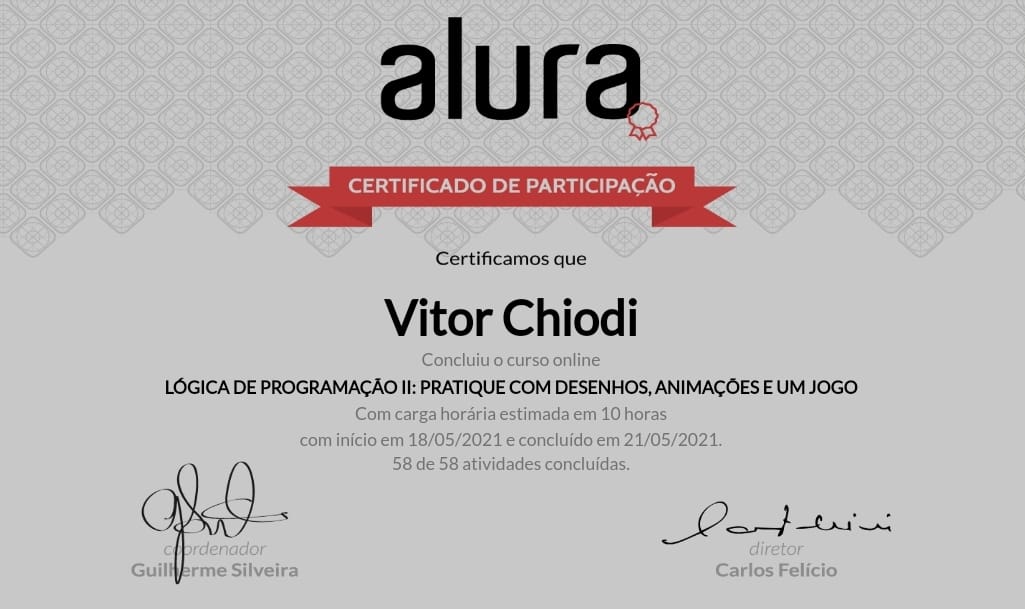 alura
CERTIFICADO DE PARTICIPAÇÃO
Certificamos que
Vitor Chiodi
Concluiu o curso online
LÓGICA DE PROGRAMAÇÃO II: PRATIQUE COM DESENHOS, ANIMAÇÕES E UM JOGO
Com carga horária estimada em 10 horas
com início em 18/05/2021 e concluído em 21/05/2021.
58 de 58 atividades concluídas.
coordenador
Guilherme Silveira
diretor
Carlos Felício